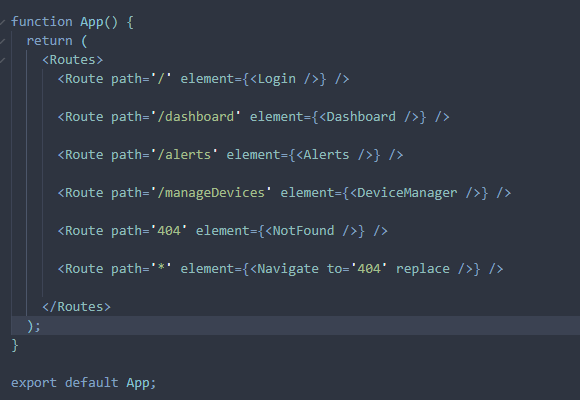 function App() {
return (
<Routes>
<Route path='/' element={<Login />} />
<Route path='/dashboard' element={<Dashboard />} />
<Route path='/alerts' element={<Alerts />} />
<Route path='/manageDevices' element={<DeviceManager />} />
<Route path='404' element={<NotFound />} />
<Route path='*' element={<Navigate to='404' replace />} />
</Routes>
);
}
export default App;